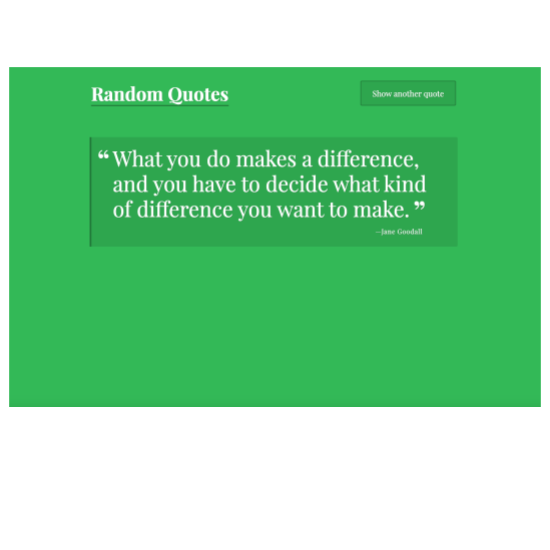 Random Quotes
Show another quote
“ What you do makes a difference,
and you have to decide what kind
of difference you want to make. ”
– Jane Goodall